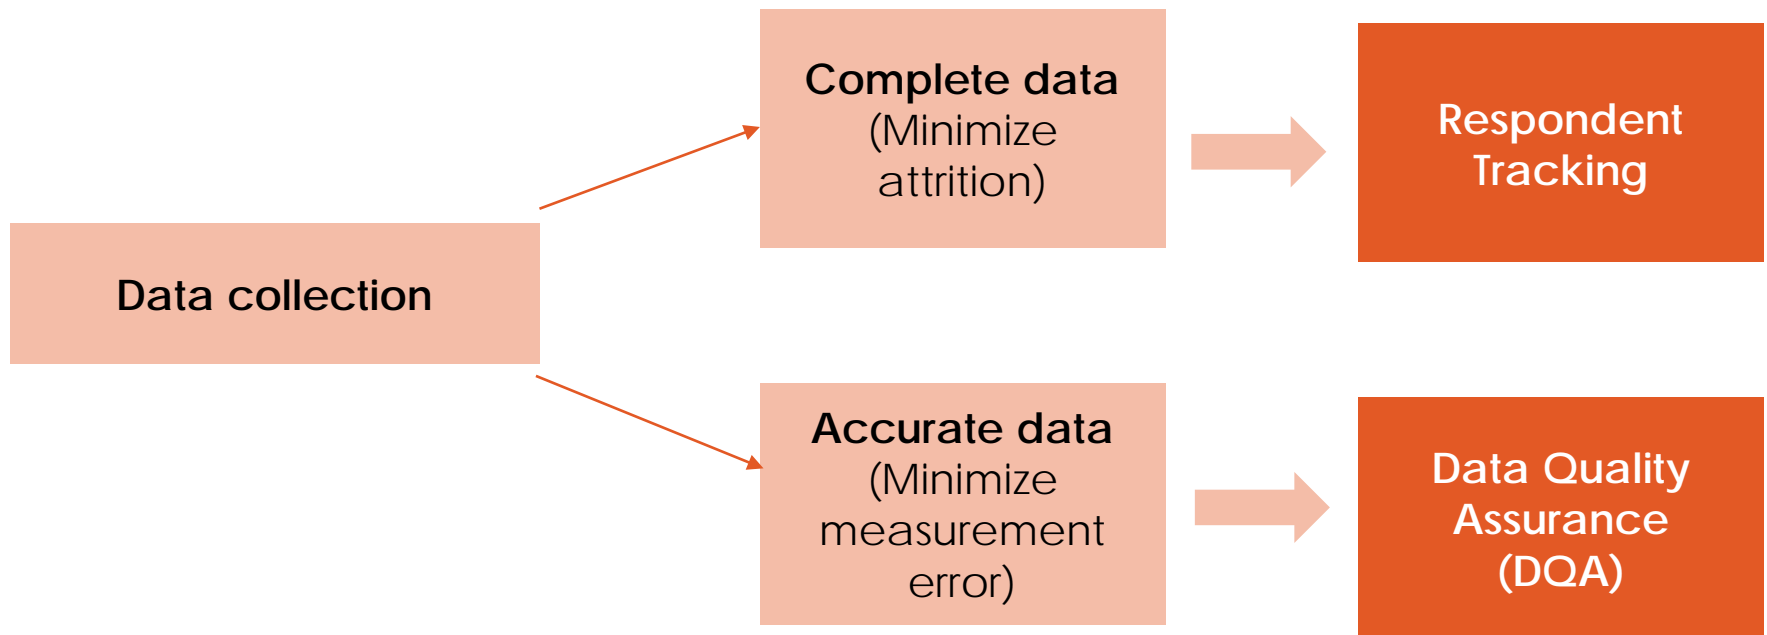 Data collection
Complete data
(Minimize
attrition)
Respondent
Tracking
Accurate data
(Minimize
measurement
error)
Data Quality
Assurance
(DQA)